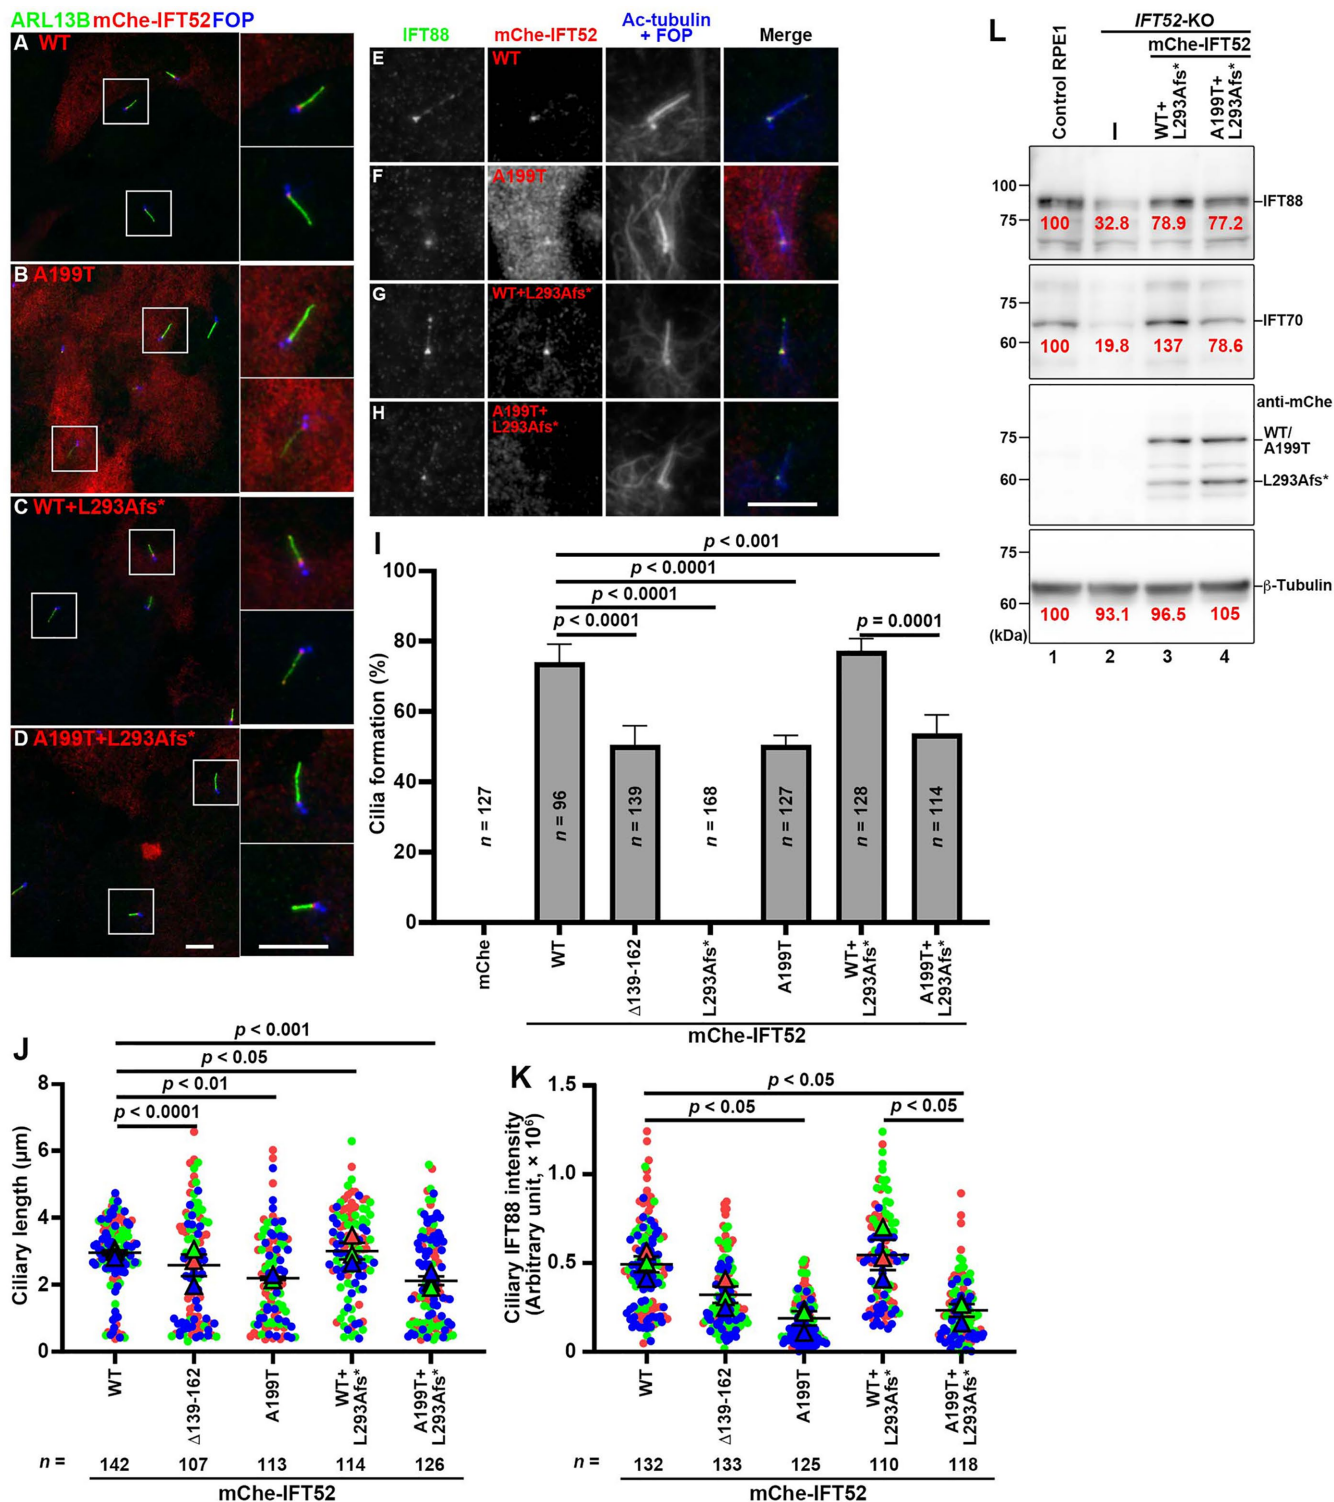 ARL13B mChe-IFT52 FOP
A WT
B A199T
C WT+L293Afs*
D A199T+L293Afs*
IFT88 mChe-IFT52 Ac-tubulin + FOP Merge
E WT
F A199T
G WT+L293Afs*
H A199T+
L293Afs*
I
p < 0.001
p < 0.0001
p < 0.0001
p < 0.0001
p = 0.0001
Cilia formation (%)
100
80
60
40
20
0
n = 127
n = 96
n = 139
n = 168
n = 127
n = 128
n = 114
mChe
WT
Δ139-162
L293Afs*
A199T
WT+
L293Afs*
A199T+
L293Afs*
mChe-IFT52
J
p < 0.001
p < 0.05
p < 0.01
p < 0.0001
Ciliary length (μm)
8
6
4
2
0
WT
Δ139-162
A199T
WT+
L293Afs*
A199T+
L293Afs*
n = 142 107 113 114 126
mChe-IFT52
K
p < 0.05
p < 0.05
p < 0.05
Ciliary IFT88 intensity
(Arbitrary unit, × 10⁶)
1.5
1.0
0.5
0
WT
Δ139-162
A199T
WT+
L293Afs*
A199T+
L293Afs*
n = 132 133 125 110 118
mChe-IFT52
L
IFT52-KO
mChe-IFT52
Control RPE1
–
WT+
L293Afs*
A199T+
L293Afs*
100
75
IFT88
100 32.8 78.9 77.2
75
60
IFT70
100 19.8 137 78.6
anti-mChe
75
60
WT/
A199T
L293Afs*
75
60
(kDa)
β-Tubulin
100 93.1 96.5 105
1 2 3 4